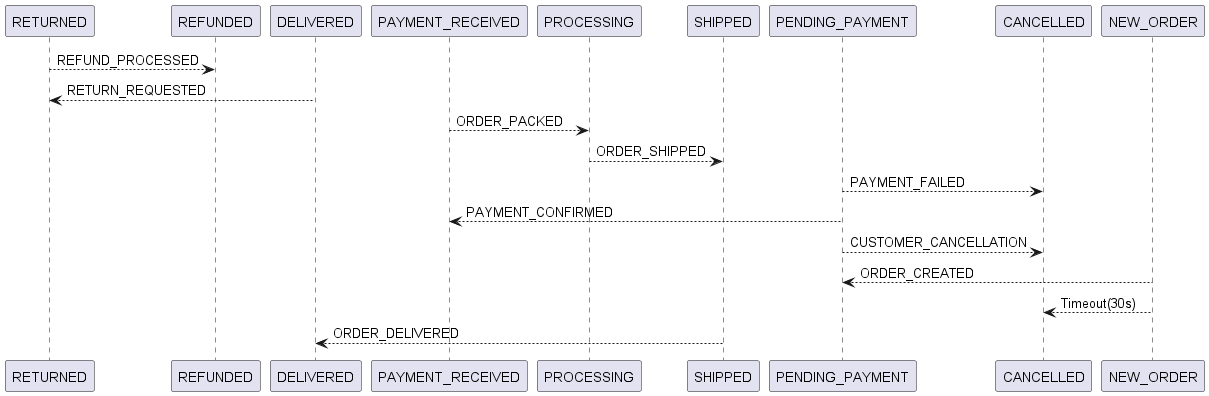 RETURNED REFUNDED DELIVERED PAYMENT_RECEIVED PROCESSING SHIPPED PENDING_PAYMENT CANCELLED NEW_ORDER
REFUND_PROCESSED
RETURN_REQUESTED
ORDER_PACKED
ORDER_SHIPPED
PAYMENT_FAILED
PAYMENT_CONFIRMED
CUSTOMER_CANCELLATION
ORDER_CREATED
Timeout(30s)
ORDER_DELIVERED
RETURNED REFUNDED DELIVERED PAYMENT_RECEIVED PROCESSING SHIPPED PENDING_PAYMENT CANCELLED NEW_ORDER